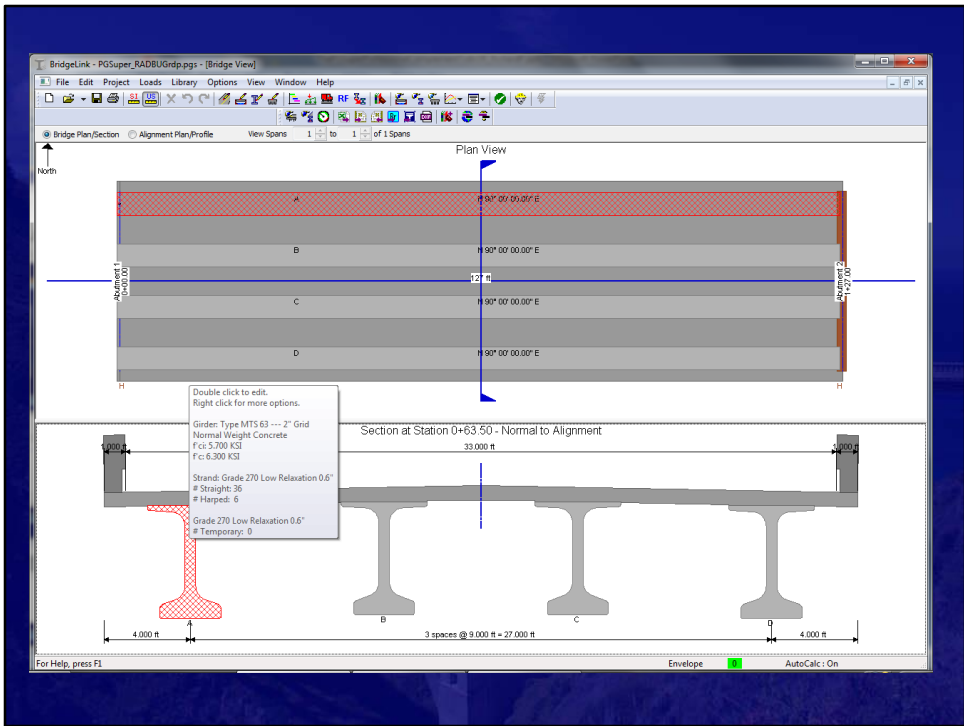 BridgeLink - PGSuper_RADBUGrdp.pgs - [Bridge View]
File Edit Project Loads Library Options View Window Help
SI US RF DXF
Bridge Plan/Section Alignment Plan/Profile View Spans 1 to 1 of 1 Spans
Plan View
North
A N 90° 00' 00.00" E
B N 90° 00' 00.00" E
Abutment 1
0+00.00
127 ft
Abutment 2
1+27.00
C N 90° 00' 00.00" E
D N 90° 00' 00.00" E
H H
Double click to edit.
Right click for more options.
Girder: Type MTS 63 --- 2" Grid
Normal Weight Concrete
f'ci: 5.700 KSI
f'c: 6.300 KSI
Strand: Grade 270 Low Relaxation 0.6"
# Straight: 36
# Harped: 6
Grade 270 Low Relaxation 0.6"
# Temporary: 0
Section at Station 0+63.50 - Normal to Alignment
1.000 ft 33.000 ft 1.000 ft
A B C D
4.000 ft 3 spaces @ 9.000 ft = 27.000 ft 4.000 ft
For Help, press F1 Envelope 0 AutoCalc : On